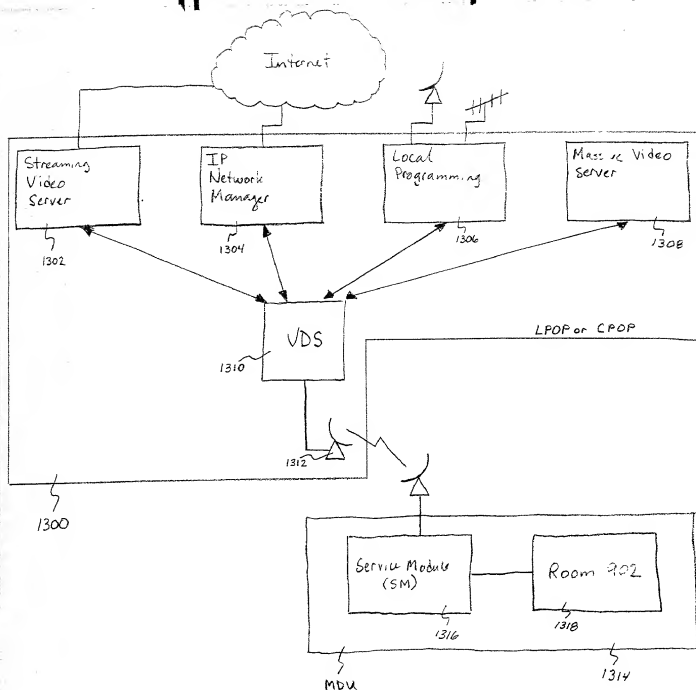 Internet
Streaming
Video
Server
1302
IP
Network
Manager
1304
Local
Programming
1306
Video
Server
1308
VDS
1310
LPOP or CPOP
1312
1300
Service Module
(SM)
1316
Room 902
1318
MDU
1314